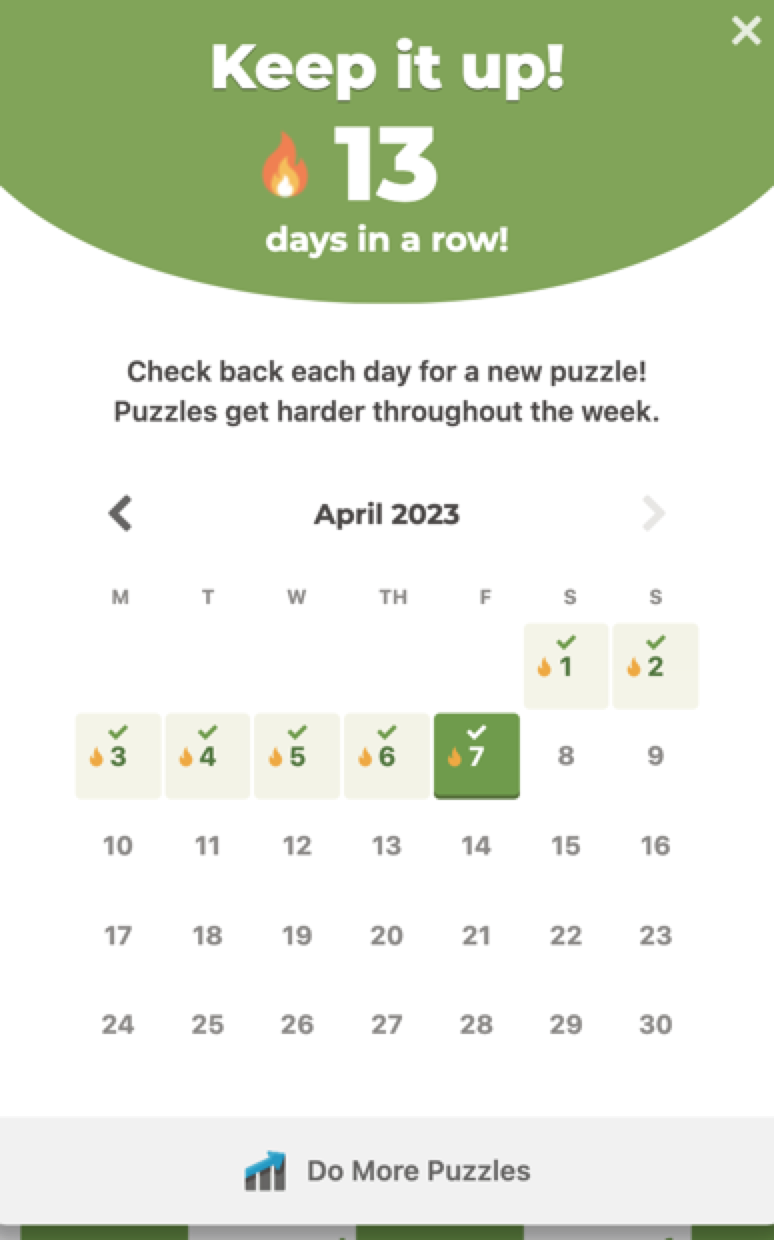 Keep it up!
13
days in a row!
Check back each day for a new puzzle!
Puzzles get harder throughout the week.
April 2023
M T W TH F S S
1 2
3 4 5 6 7 8 9
10 11 12 13 14 15 16
17 18 19 20 21 22 23
24 25 26 27 28 29 30
Do More Puzzles